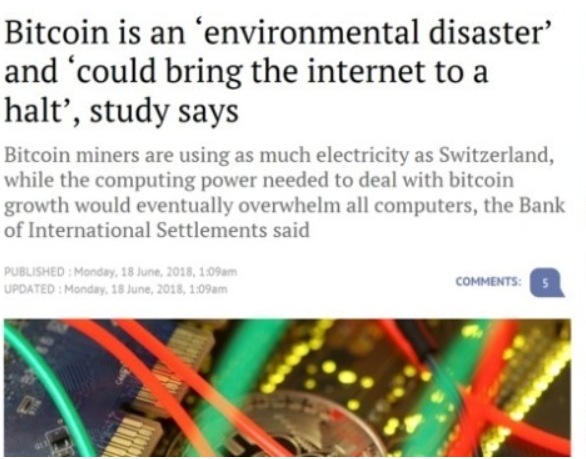 Bitcoin is an ‘environmental disaster’
and ‘could bring the internet to a
halt’, study says
Bitcoin miners are using as much electricity as Switzerland,
while the computing power needed to deal with bitcoin
growth would eventually overwhelm all computers, the Bank
of International Settlements said
PUBLISHED : Monday, 18 June, 2018, 1:09am
UPDATED : Monday, 18 June, 2018, 1:09am
COMMENTS: 5